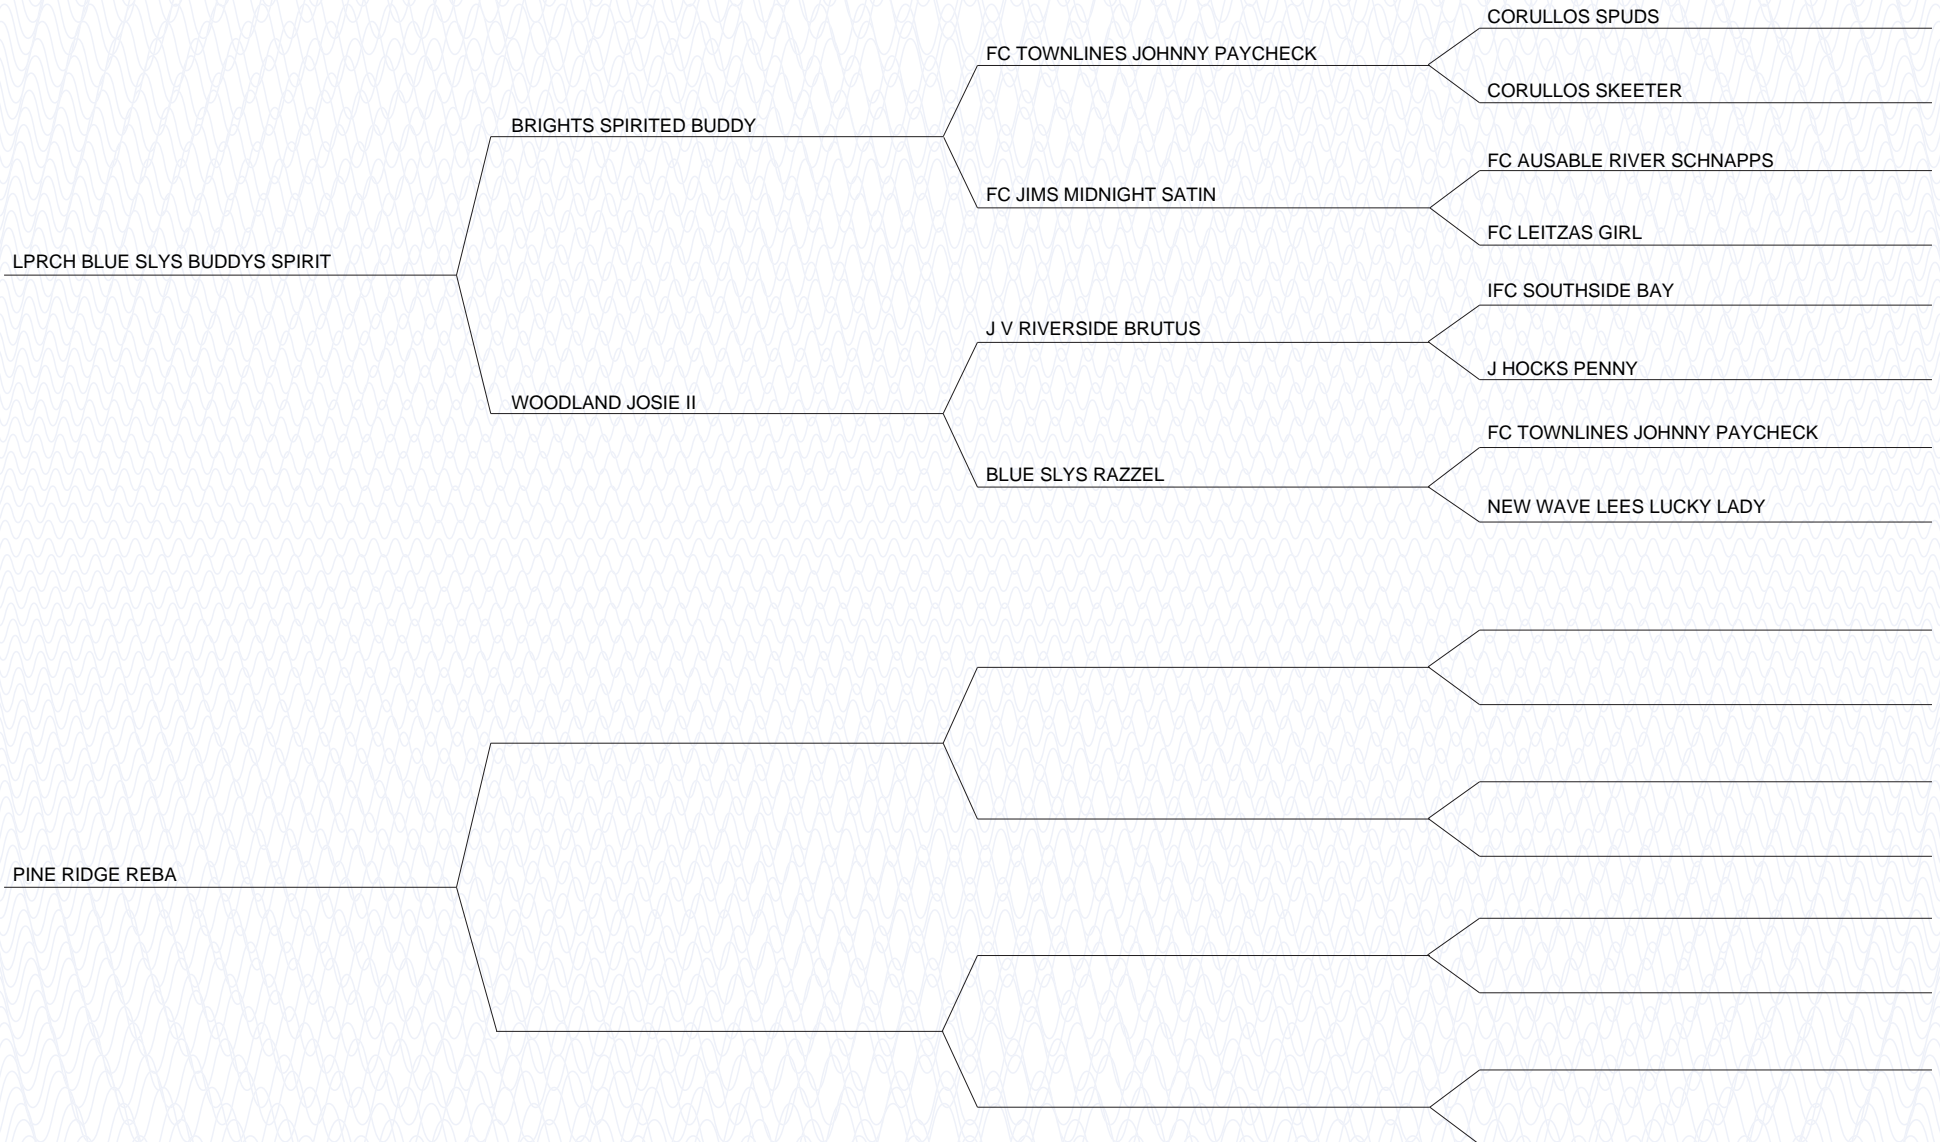 CORULLOS SPUDS
FC TOWNLINES JOHNNY PAYCHECK
CORULLOS SKEETER
BRIGHTS SPIRITED BUDDY
FC AUSABLE RIVER SCHNAPPS
FC JIMS MIDNIGHT SATIN
FC LEITZAS GIRL
LPRCH BLUE SLYS BUDDYS SPIRIT
IFC SOUTHSIDE BAY
J V RIVERSIDE BRUTUS
J HOCKS PENNY
WOODLAND JOSIE II
FC TOWNLINES JOHNNY PAYCHECK
BLUE SLYS RAZZEL
NEW WAVE LEES LUCKY LADY
PINE RIDGE REBA